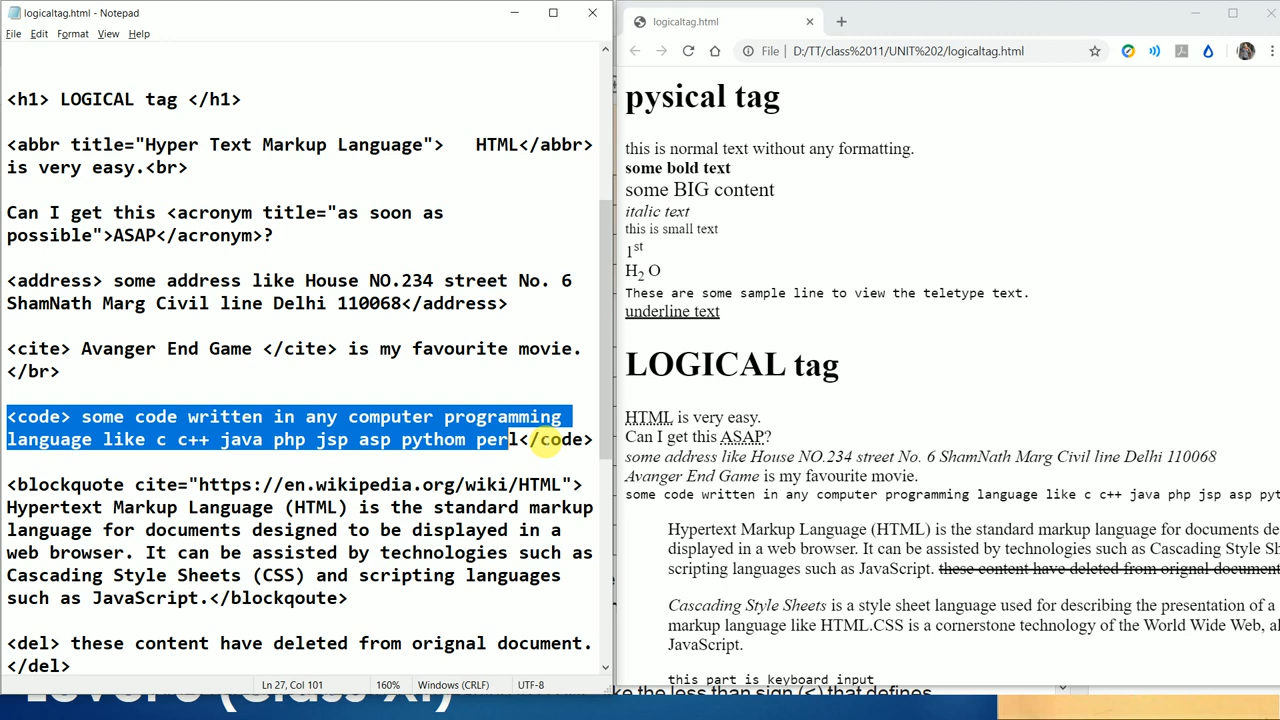 logicaltag.html - Notepad
File Edit Format View Help
<h1> LOGICAL tag </h1>
<abbr title="Hyper Text Markup Language"> HTML</abbr>
is very easy.<br>
Can I get this <acronym title="as soon as
possible">ASAP</acronym>?
<address> some address like House NO.234 street No. 6
ShamNath Marg Civil line Delhi 110068</address>
<cite> Avanger End Game </cite> is my favourite movie.
</br>
<code> some code written in any computer programming
language like c c++ java php jsp asp pythom perl</code>
<blockquote cite="https://en.wikipedia.org/wiki/HTML">
Hypertext Markup Language (HTML) is the standard markup
language for documents designed to be displayed in a
web browser. It can be assisted by technologies such as
Cascading Style Sheets (CSS) and scripting languages
such as JavaScript.</blockqoute>
<del> these content have deleted from orignal document.
</del>
Ln 27, Col 101 160% Windows (CRLF) UTF-8
logicaltag.html
File D:/TT/class%2011/UNIT%202/logicaltag.html
pysical tag
this is normal text without any formatting.
some bold text
some BIG content
italic text
this is small text
1st
H2 O
These are some sample line to view the teletype text.
underline text
LOGICAL tag
HTML is very easy.
Can I get this ASAP?
some address like House NO.234 street No. 6 ShamNath Marg Civil line Delhi 110068
Avanger End Game is my favourite movie.
some code written in any computer programming language like c c++ java php jsp asp
Hypertext Markup Language (HTML) is the standard markup language for documents de
displayed in a web browser. It can be assisted by technologies such as Cascading Style
scripting languages such as JavaScript. these content have deleted from orignal document
Cascading Style Sheets is a style sheet language used for describing the presentation of a
markup language like HTML.CSS is a cornerstone technology of the World Wide Web,
JavaScript.
this part is keyboard input
the less than sign (<) that defines